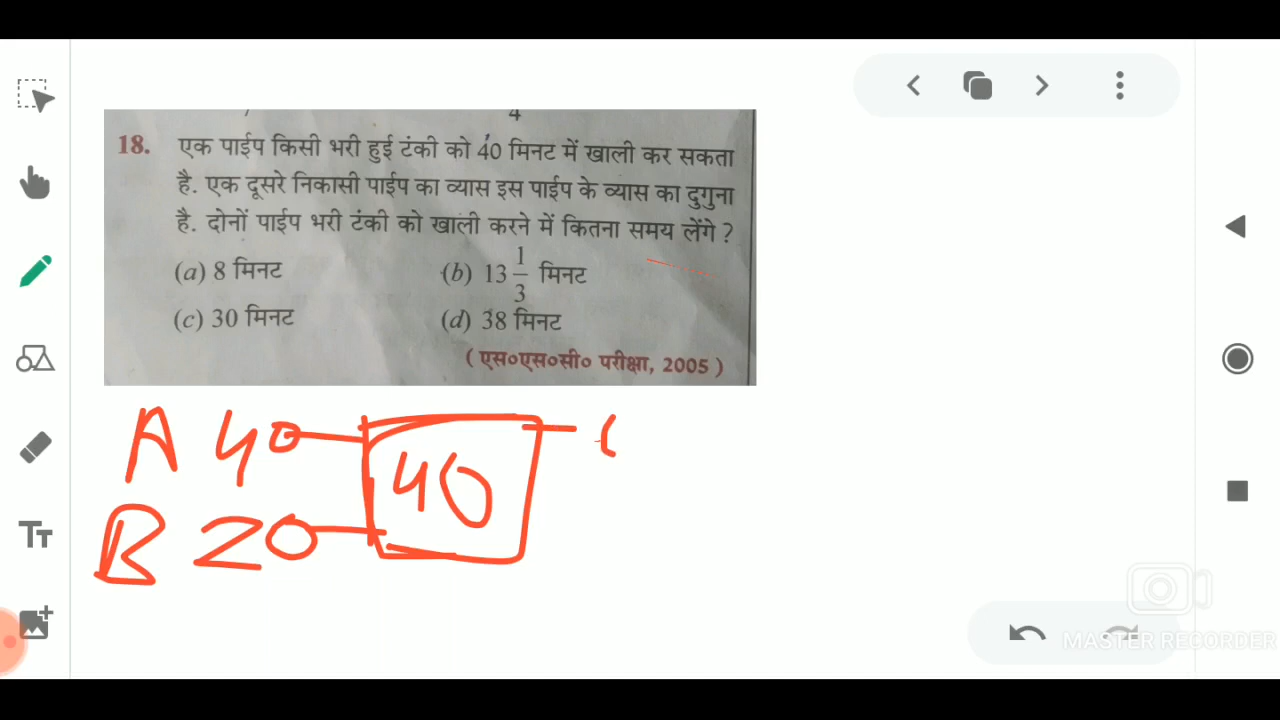 4
18. एक पाईप किसी भरी हुई टंकी को 40 मिनट में खाली कर सकता
है. एक दूसरे निकासी पाईप का व्यास इस पाईप के व्यास का दुगुना
है. दोनों पाईप भरी टंकी को खाली करने में कितना समय लेंगे ?
(a) 8 मिनट (b) 13 1/3 मिनट
(c) 30 मिनट (d) 38 मिनट
( एस०एस०सी० परीक्षा, 2005 )
A 40 40
B 20
Tт
MASTER RECORDER